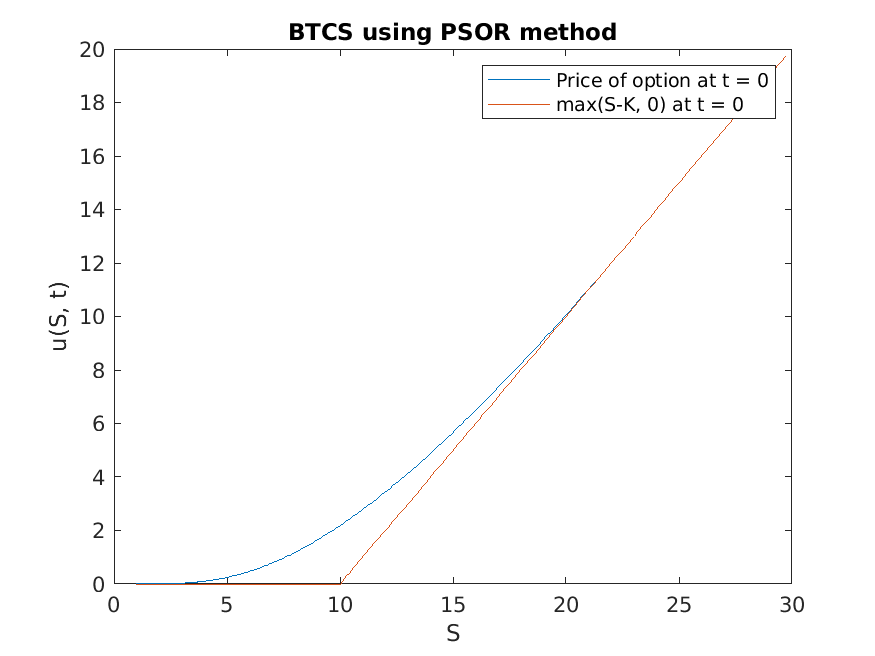 BTCS using PSOR method
Price of option at t = 0
max(S-K, 0) at t = 0
u(S, t)
20
18
16
14
12
10
8
6
4
2
0
0 5 10 15 20 25 30
S